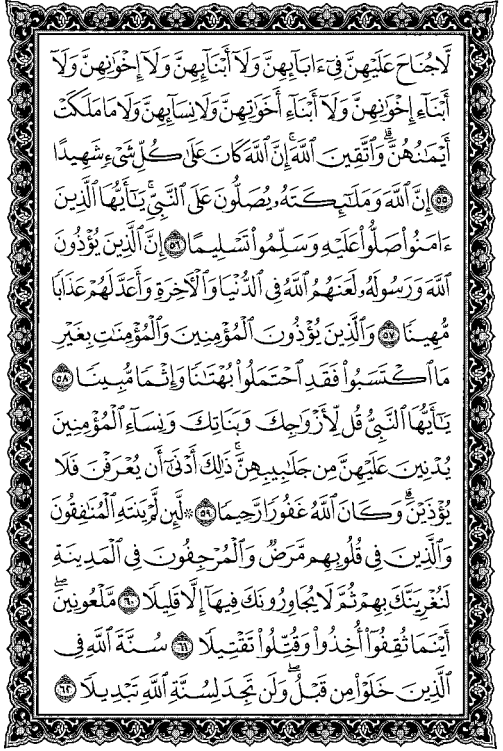 لَّا جُنَاحَ عَلَيْهِنَّ فِىٓ ءَابَآئِهِنَّ وَلَآ أَبْنَآئِهِنَّ وَلَآ إِخْوَٰنِهِنَّ وَلَآ
أَبْنَآءِ إِخْوَٰنِهِنَّ وَلَآ أَبْنَآءِ أَخَوَٰتِهِنَّ وَلَا نِسَآئِهِنَّ وَلَا مَا مَلَكَتْ
أَيْمَٰنُهُنَّ ۗ وَٱتَّقِينَ ٱللَّهَ ۚ إِنَّ ٱللَّهَ كَانَ عَلَىٰ كُلِّ شَىْءٍ شَهِيدًا
۝٥٥ إِنَّ ٱللَّهَ وَمَلَٰٓئِكَتَهُۥ يُصَلُّونَ عَلَى ٱلنَّبِىِّ ۚ يَٰٓأَيُّهَا ٱلَّذِينَ
ءَامَنُوا۟ صَلُّوا۟ عَلَيْهِ وَسَلِّمُوا۟ تَسْلِيمًا ۝٥٦ إِنَّ ٱلَّذِينَ يُؤْذُونَ
ٱللَّهَ وَرَسُولَهُۥ لَعَنَهُمُ ٱللَّهُ فِى ٱلدُّنْيَا وَٱلْءَاخِرَةِ وَأَعَدَّ لَهُمْ عَذَابًا
مُّهِينًا ۝٥٧ وَٱلَّذِينَ يُؤْذُونَ ٱلْمُؤْمِنِينَ وَٱلْمُؤْمِنَٰتِ بِغَيْرِ
مَا ٱكْتَسَبُوا۟ فَقَدِ ٱحْتَمَلُوا۟ بُهْتَٰنًا وَإِثْمًا مُّبِينًا ۝٥٨
يَٰٓأَيُّهَا ٱلنَّبِىُّ قُل لِّأَزْوَٰجِكَ وَبَنَاتِكَ وَنِسَآءِ ٱلْمُؤْمِنِينَ
يُدْنِينَ عَلَيْهِنَّ مِن جَلَٰبِيبِهِنَّ ۚ ذَٰلِكَ أَدْنَىٰٓ أَن يُعْرَفْنَ فَلَا
يُؤْذَيْنَ ۗ وَكَانَ ٱللَّهُ غَفُورًا رَّحِيمًا ۝٥٩ ۞ لَّئِن لَّمْ يَنتَهِ ٱلْمُنَٰفِقُونَ
وَٱلَّذِينَ فِى قُلُوبِهِم مَّرَضٌ وَٱلْمُرْجِفُونَ فِى ٱلْمَدِينَةِ
لَنُغْرِيَنَّكَ بِهِمْ ثُمَّ لَا يُجَاوِرُونَكَ فِيهَآ إِلَّا قَلِيلًا ۝٦٠ مَّلْعُونِينَ ۖ
أَيْنَمَا ثُقِفُوٓا۟ أُخِذُوا۟ وَقُتِّلُوا۟ تَقْتِيلًا ۝٦١ سُنَّةَ ٱللَّهِ فِى
ٱلَّذِينَ خَلَوْا۟ مِن قَبْلُ ۖ وَلَن تَجِدَ لِسُنَّةِ ٱللَّهِ تَبْدِيلًا ۝٦٢